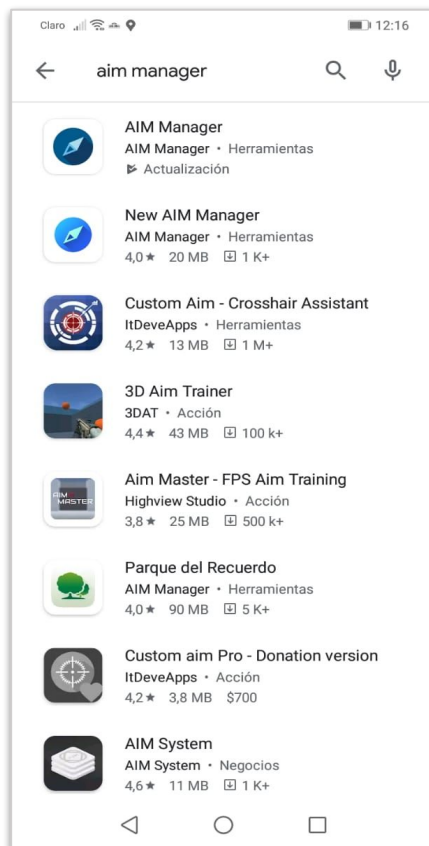 Claro 12:16
aim manager
AIM Manager
AIM Manager • Herramientas
Actualización
New AIM Manager
AIM Manager • Herramientas
4,0★ 20 MB 1 K+
Custom Aim - Crosshair Assistant
ItDeveApps • Herramientas
4,2★ 13 MB 1 M+
3D Aim Trainer
3DAT • Acción
4,4★ 43 MB 100 k+
AIM MASTER
Aim Master - FPS Aim Training
Highview Studio • Acción
3,8★ 25 MB 500 k+
Parque del Recuerdo
AIM Manager • Herramientas
4,0★ 90 MB 5 K+
Custom aim Pro - Donation version
ItDeveApps • Acción
4,2★ 3,8 MB $700
AIM System
AIM System • Negocios
4,6★ 11 MB 1 K+